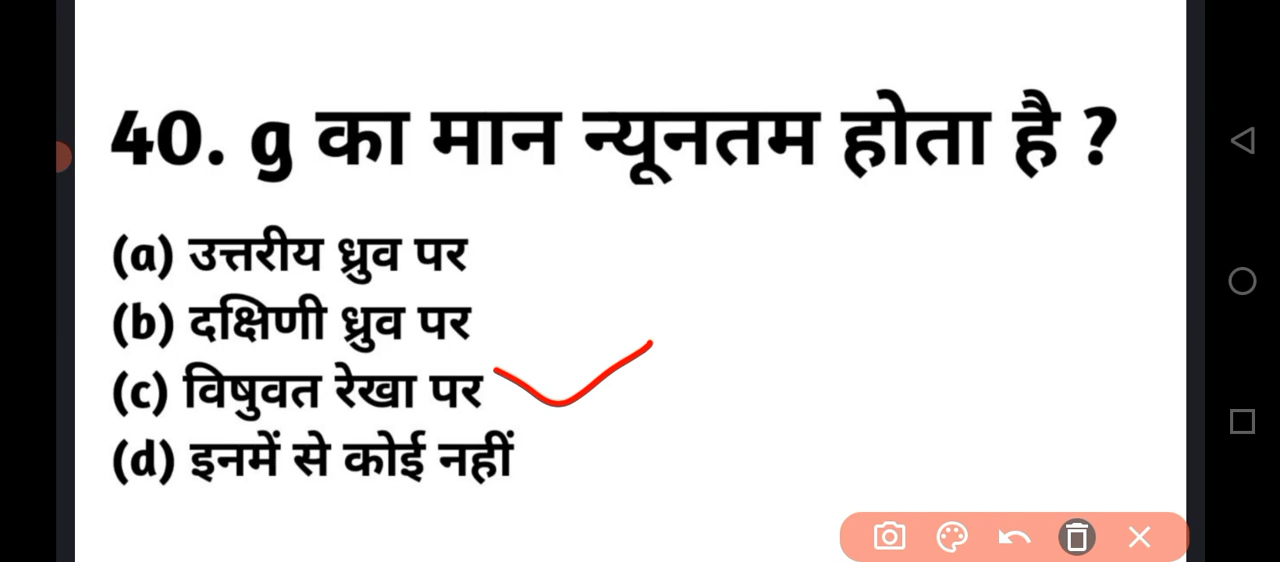 40. g का मान न्यूनतम होता है ?
(a) उत्तरीय ध्रुव पर
(b) दक्षिणी ध्रुव पर
(c) विषुवत रेखा पर
(d) इनमें से कोई नहीं